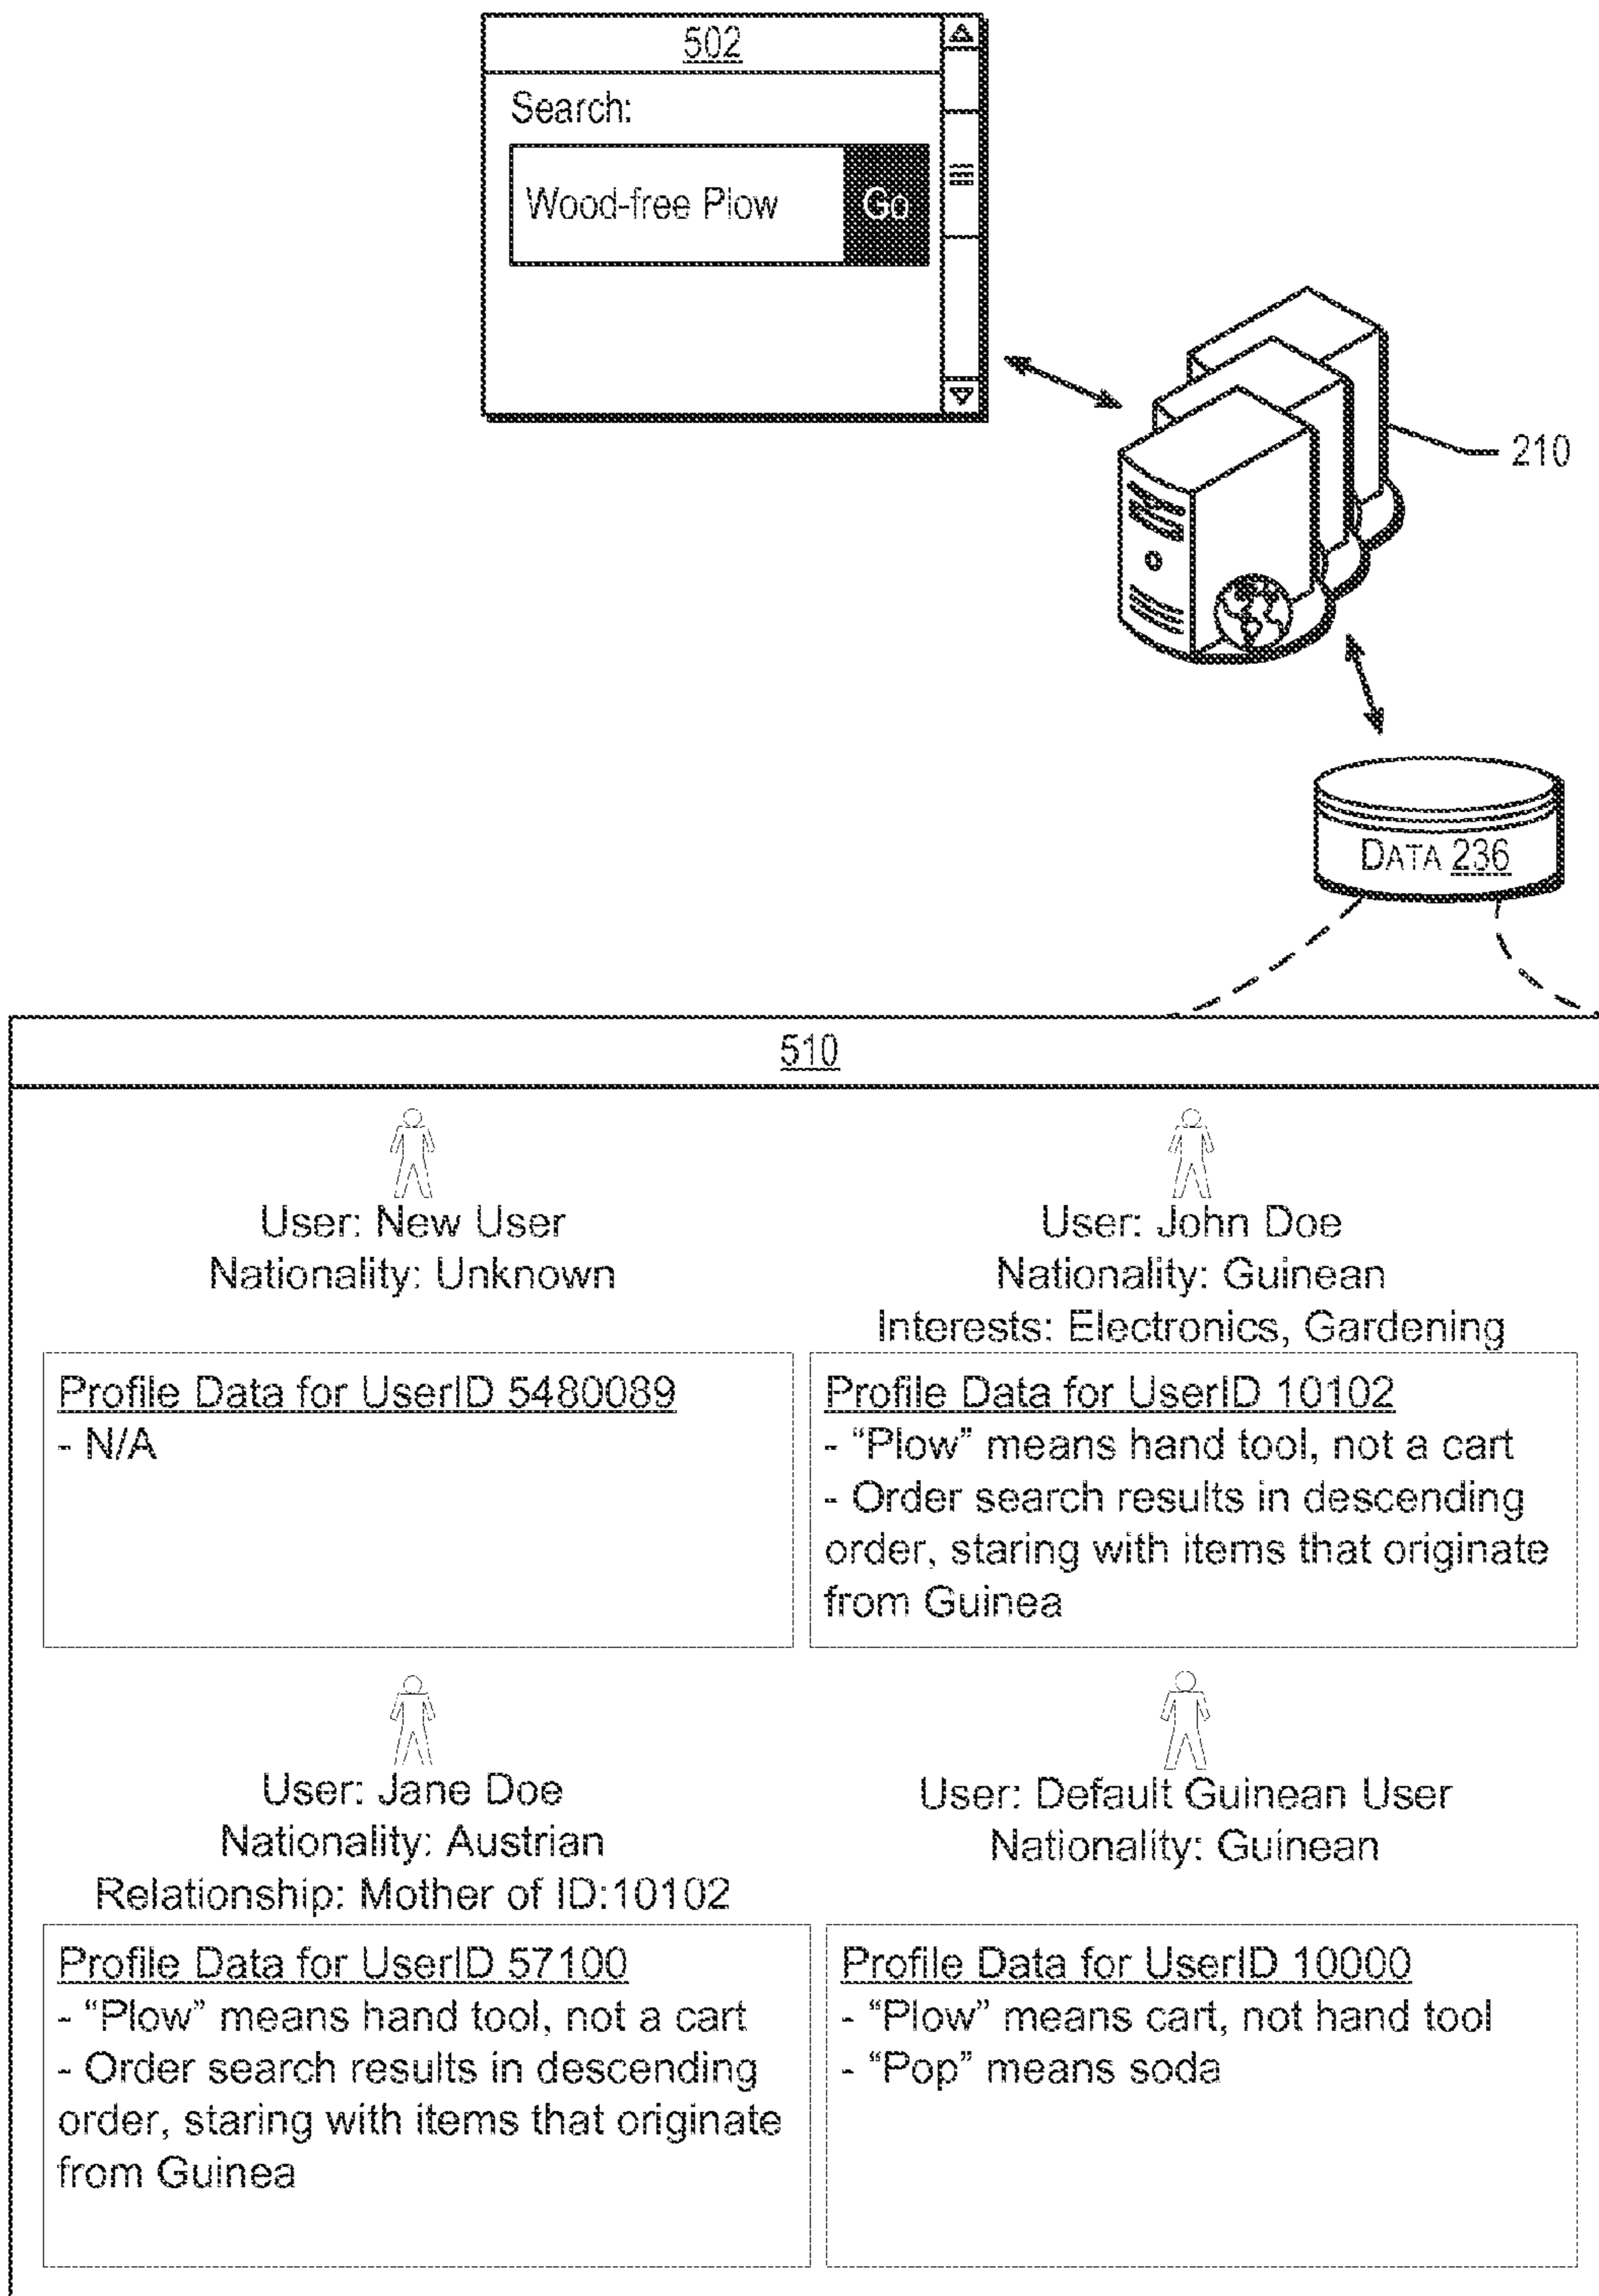 502
Search:
Wood-free Plow Go
210
DATA 236
510
User: New User
Nationality: Unknown
Profile Data for UserID 5480089
- N/A
User: John Doe
Nationality: Guinean
Interests: Electronics, Gardening
Profile Data for UserID 10102
- “Plow” means hand tool, not a cart
- Order search results in descending
order, staring with items that originate
from Guinea
User: Jane Doe
Nationality: Austrian
Relationship: Mother of ID:10102
Profile Data for UserID 57100
- “Plow” means hand tool, not a cart
- Order search results in descending
order, staring with items that originate
from Guinea
User: Default Guinean User
Nationality: Guinean
Profile Data for UserID 10000
- “Plow” means cart, not hand tool
- “Pop” means soda